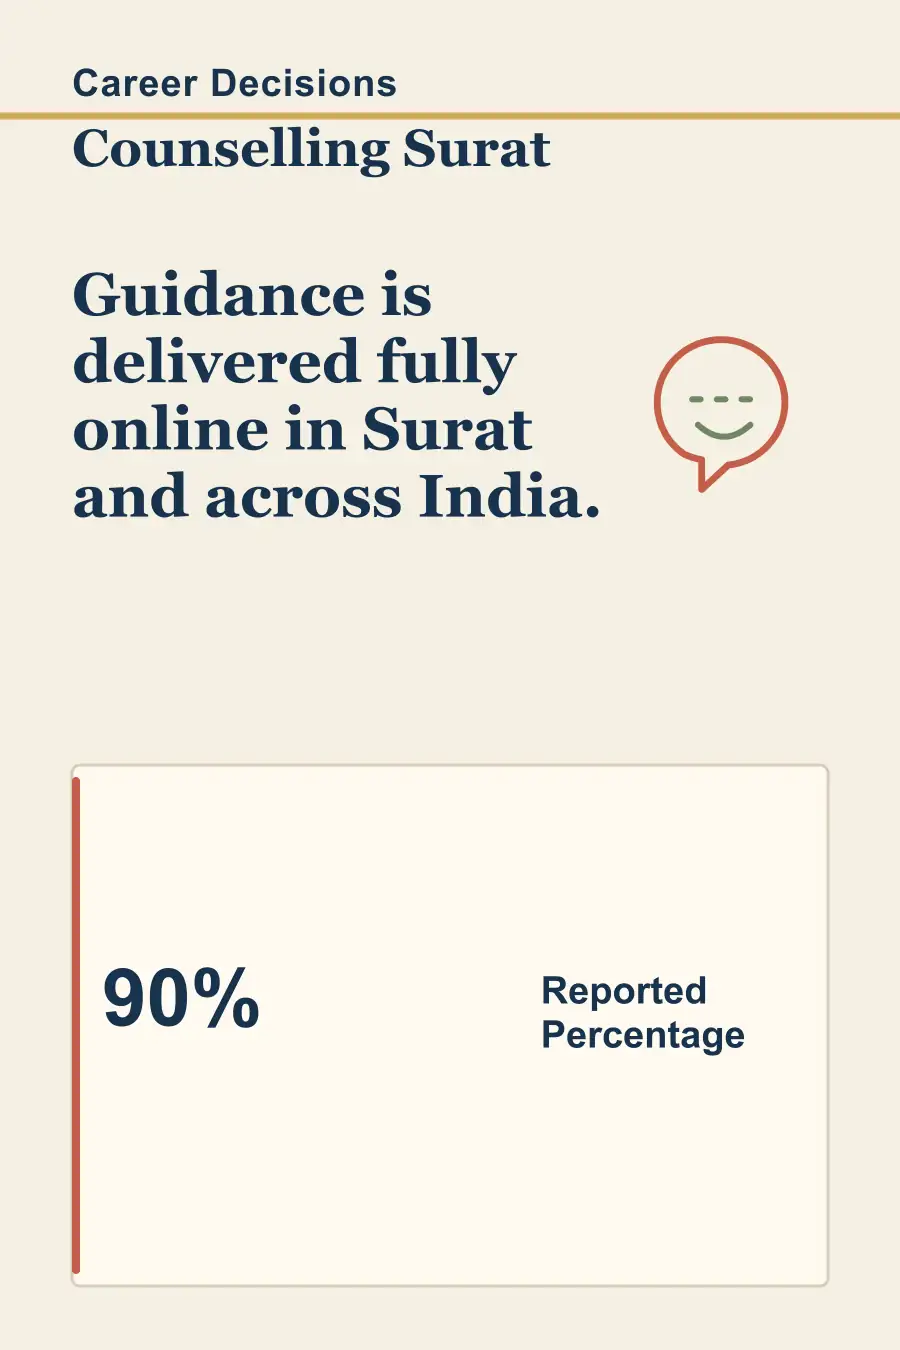 Career Decisions
Counselling Surat
Guidance is
delivered fully
online in Surat
and across India.
90%
Reported
Percentage